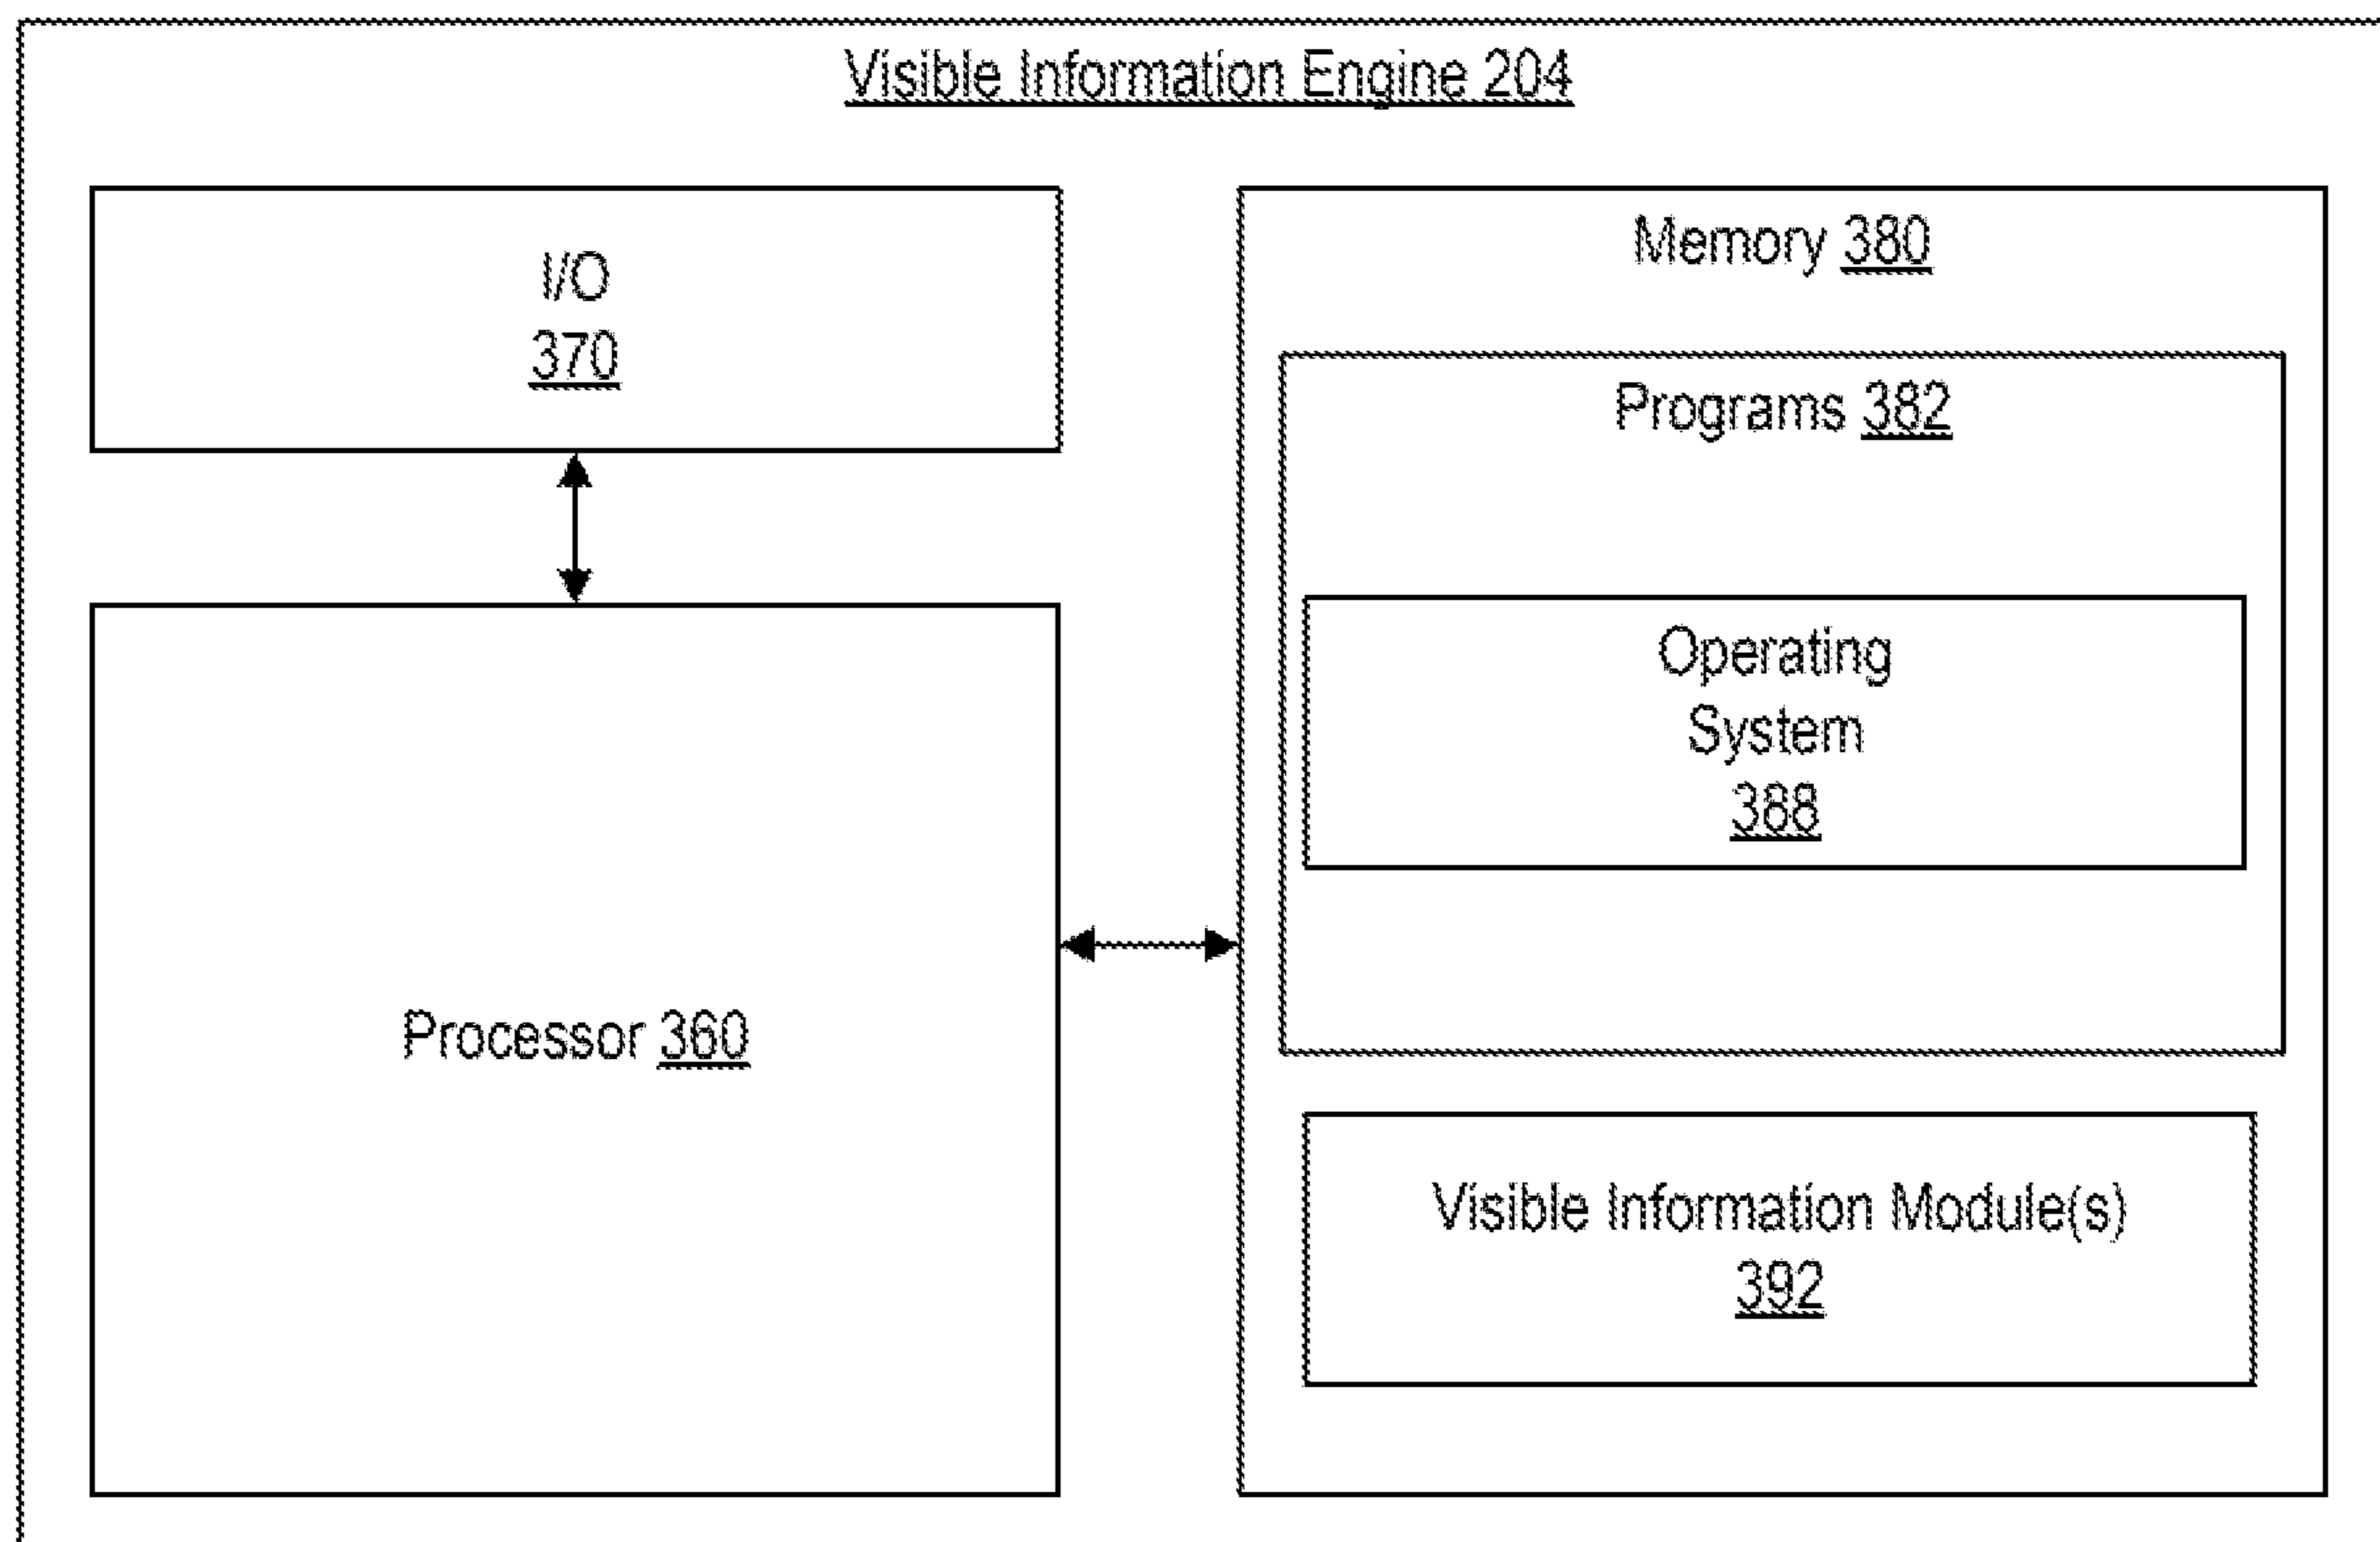 Visible Information Engine 204
I/O
370
Memory 380
Programs 382
Operating
System
388
Processor 360
Visible Information Module(s)
392